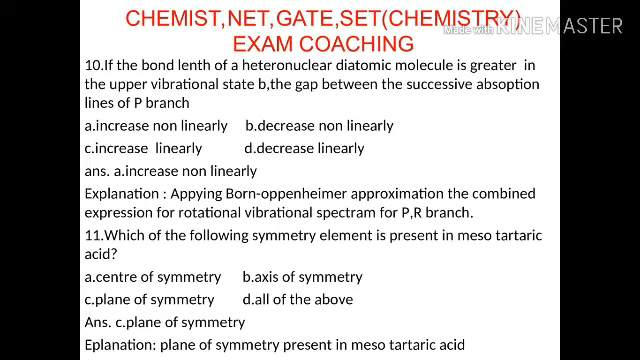 CHEMIST,NET,GATE,SET(CHEMISTRY)
EXAM COACHING
Made with KINEMASTER
10.If the bond lenth of a heteronuclear diatomic molecule is greater in
the upper vibrational state b,the gap between the successive absoption
lines of P branch
a.increase non linearly b.decrease non linearly
c.increase linearly d.decrease linearly
ans. a.increase non linearly
Explanation : Appying Born-oppenheimer approximation the combined
expression for rotational vibrational spectram for P,R branch.
11.Which of the following symmetry element is present in meso tartaric
acid?
a.centre of symmetry b.axis of symmetry
c.plane of symmetry d.all of the above
Ans. c.plane of symmetry
Eplanation: plane of symmetry present in meso tartaric acid